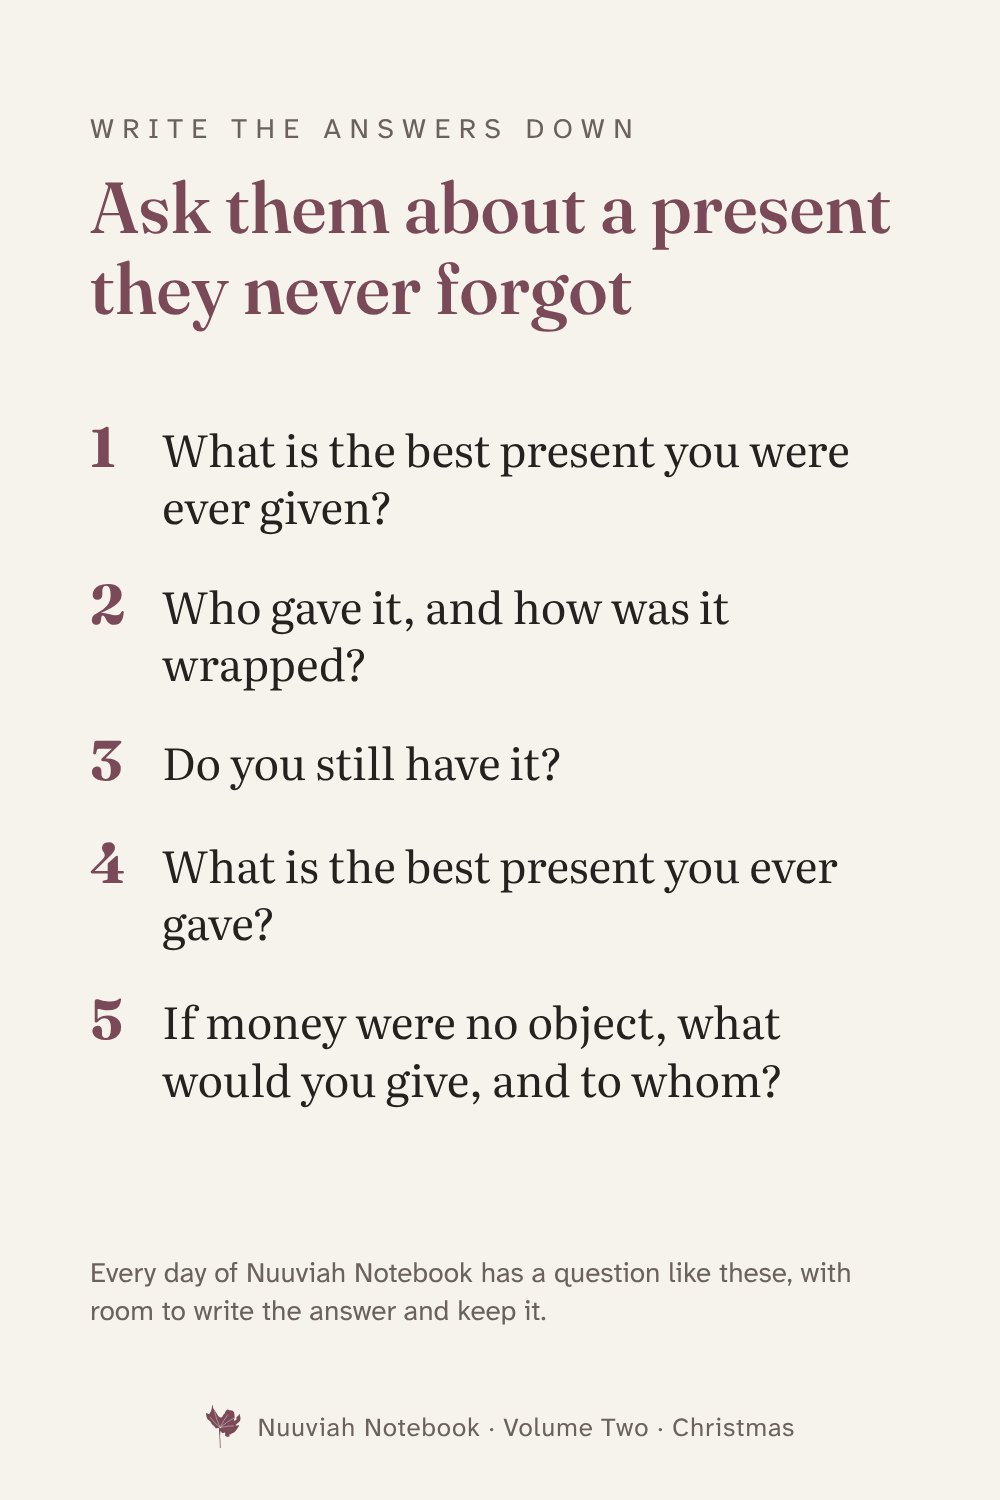 WRITE THE ANSWERS DOWN
Ask them about a present
they never forgot
1 What is the best present you were
ever given?
2 Who gave it, and how was it
wrapped?
3 Do you still have it?
4 What is the best present you ever
gave?
5 If money were no object, what
would you give, and to whom?
Every day of Nuuviah Notebook has a question like these, with
room to write the answer and keep it.
Nuuviah Notebook · Volume Two · Christmas